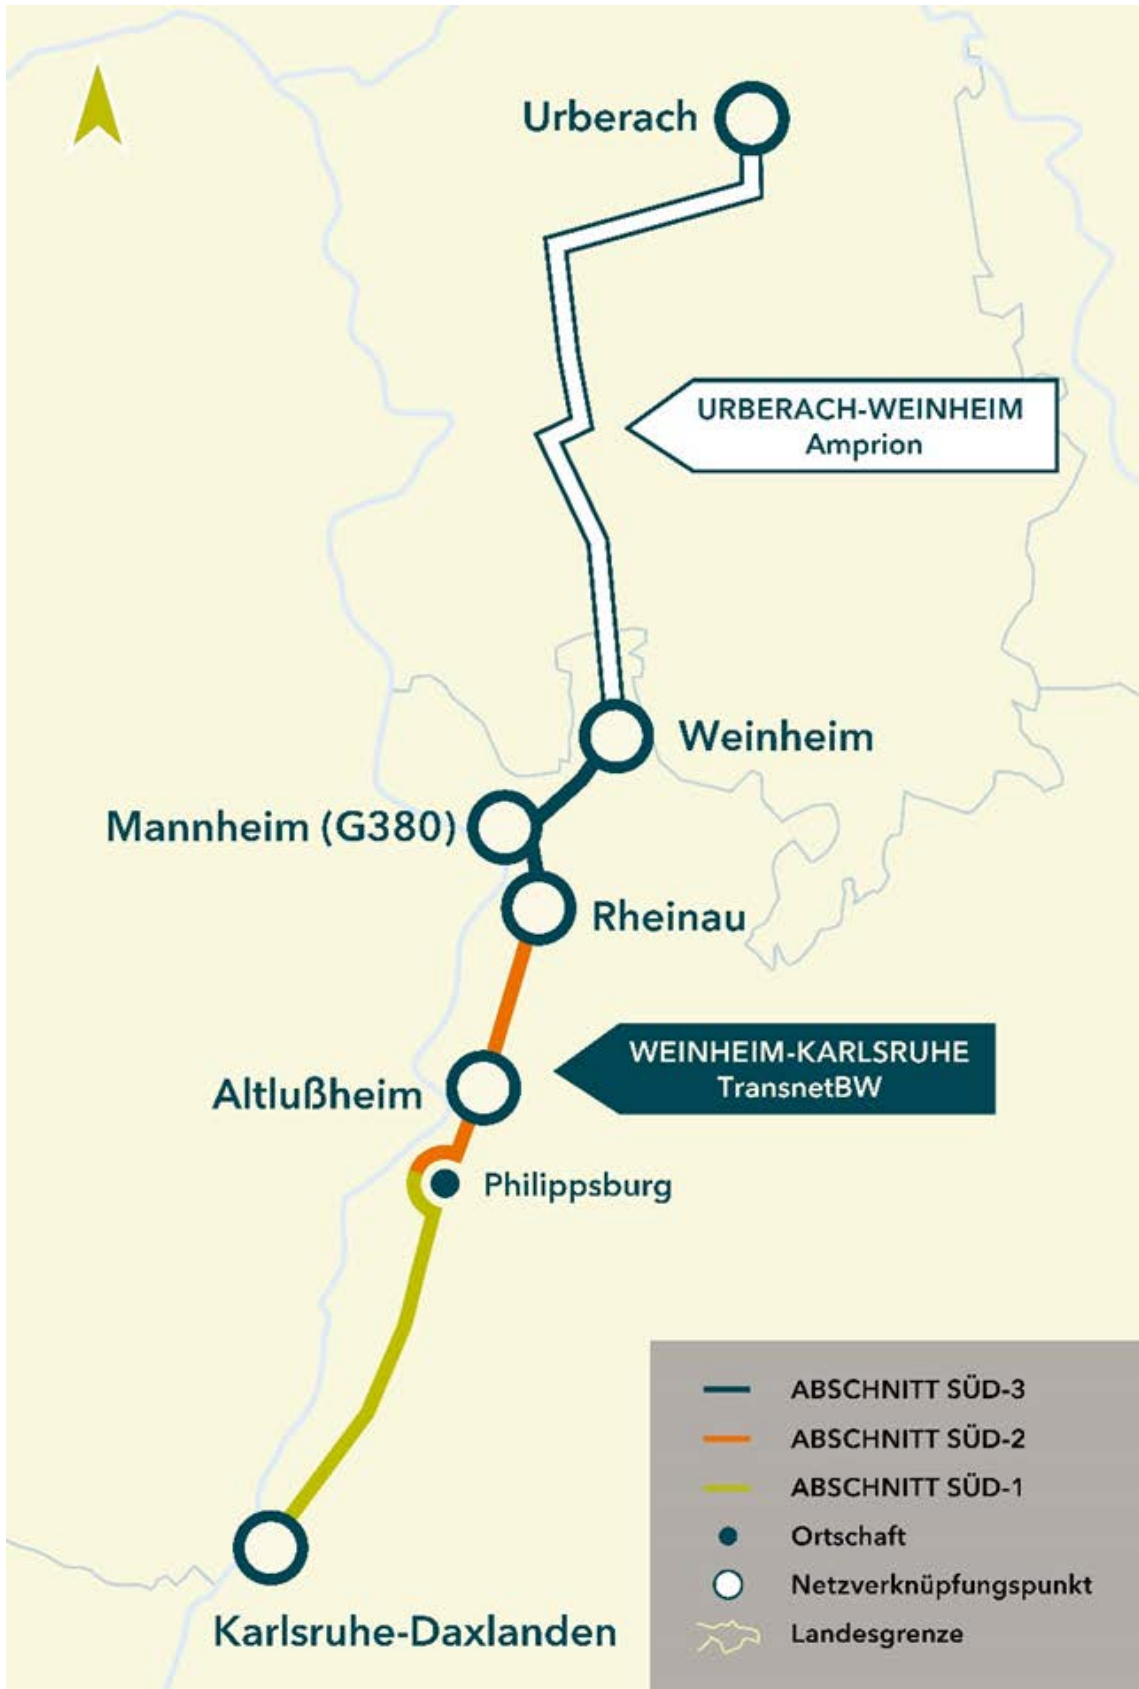 Urberach
URBERACH-WEINHEIM
Amprion
Weinheim
Mannheim (G380)
Rheinau
WEINHEIM-KARLSRUHE
TransnetBW
Altlußheim
Philippsburg
ABSCHNITT SÜD-3
ABSCHNITT SÜD-2
ABSCHNITT SÜD-1
Ortschaft
Netzverknüpfungspunkt
Landesgrenze
Karlsruhe-Daxlanden